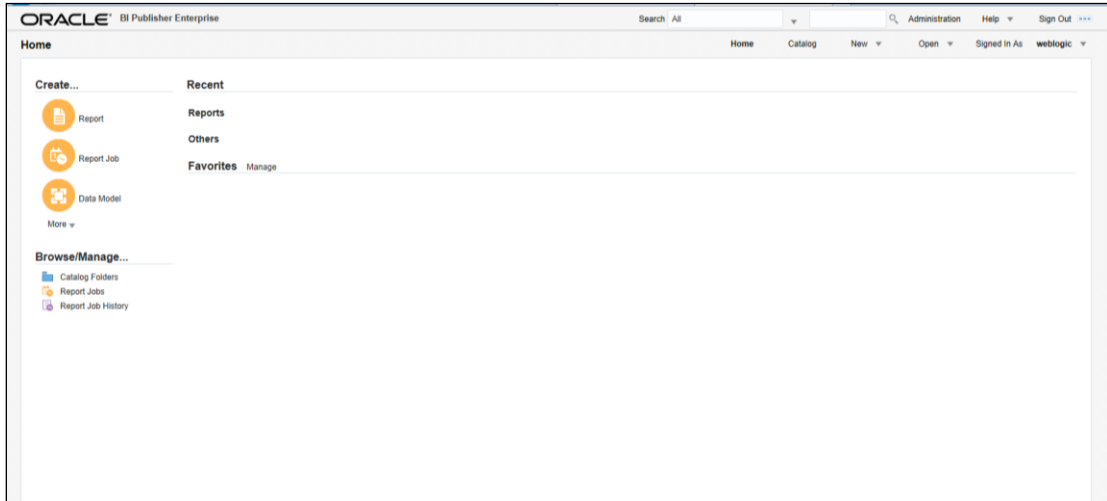 ORACLE® BI Publisher Enterprise Search All Administration Help Sign Out
Home Home Catalog New Open Signed In As weblogic
Create...
Report
Report Job
Data Model
More
Browse/Manage...
Catalog Folders
Report Jobs
Report Job History
Recent
Reports
Others
Favorites Manage